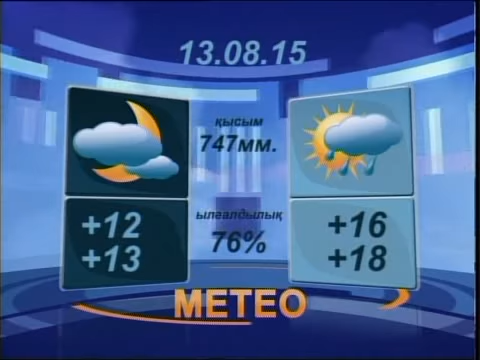 13.08.15
қысым
747мм.
+12
+13
ылғалдылық
76%
+16
+18
МЕТЕО